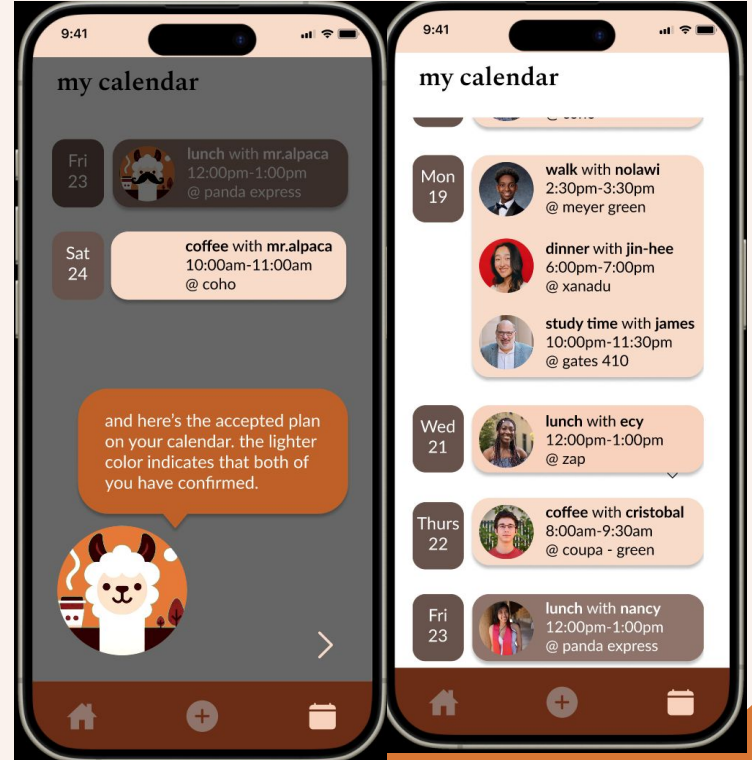 9:41
my calendar
Fri
23
lunch with mr.alpaca
12:00pm-1:00pm
@ panda express
Sat
24
coffee with mr.alpaca
10:00am-11:00am
@ coho
and here's the accepted plan
on your calendar. the lighter
color indicates that both of
you have confirmed.
9:41
my calendar
@ coho
Mon
19
walk with nolawi
2:30pm-3:30pm
@ meyer green
dinner with jin-hee
6:00pm-7:00pm
@ xanadu
study time with james
10:00pm-11:30pm
@ gates 410
Wed
21
lunch with ecy
12:00pm-1:00pm
@ zap
Thurs
22
coffee with cristobal
8:00am-9:30am
@ coupa - green
Fri
23
lunch with nancy
12:00pm-1:00pm
@ panda express